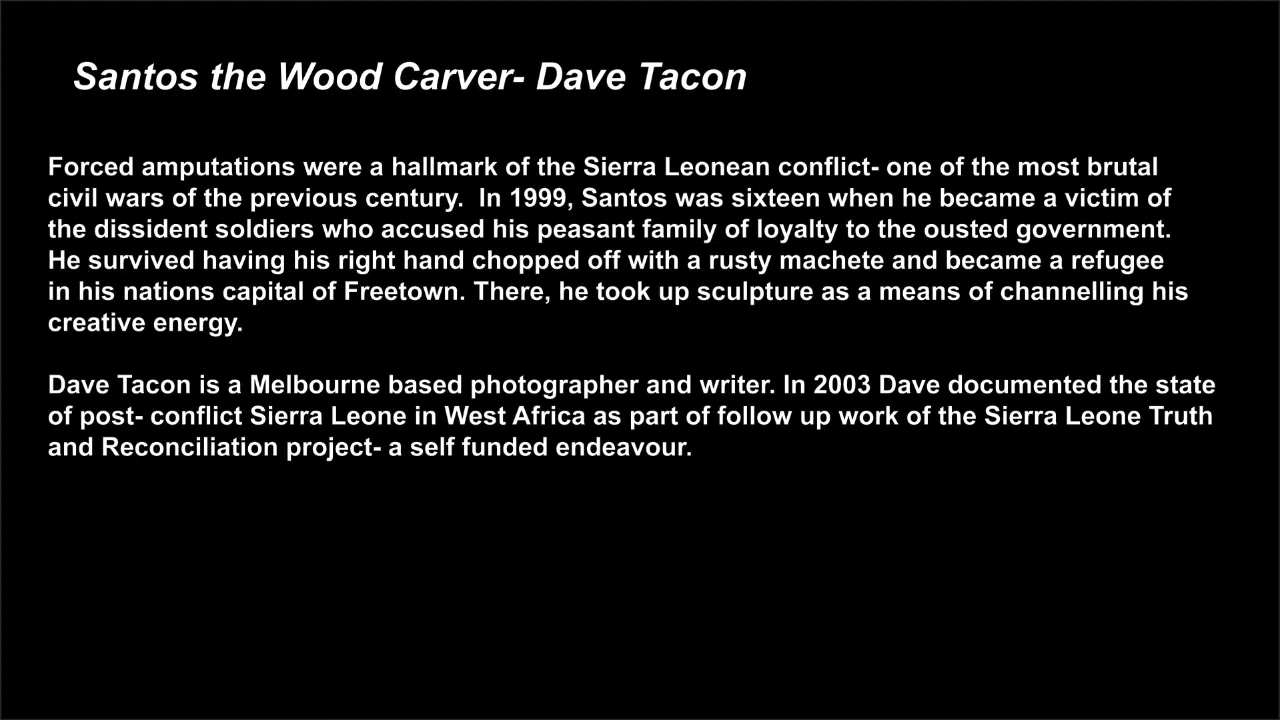 Santos the Wood Carver- Dave Tacon
Forced amputations were a hallmark of the Sierra Leonean conflict- one of the most brutal
civil wars of the previous century.  In 1999, Santos was sixteen when he became a victim of
the dissident soldiers who accused his peasant family of loyalty to the ousted government.
He survived having his right hand chopped off with a rusty machete and became a refugee
in his nations capital of Freetown. There, he took up sculpture as a means of channelling his
creative energy.
Dave Tacon is a Melbourne based photographer and writer. In 2003 Dave documented the state
of post- conflict Sierra Leone in West Africa as part of follow up work of the Sierra Leone Truth
and Reconciliation project- a self funded endeavour.